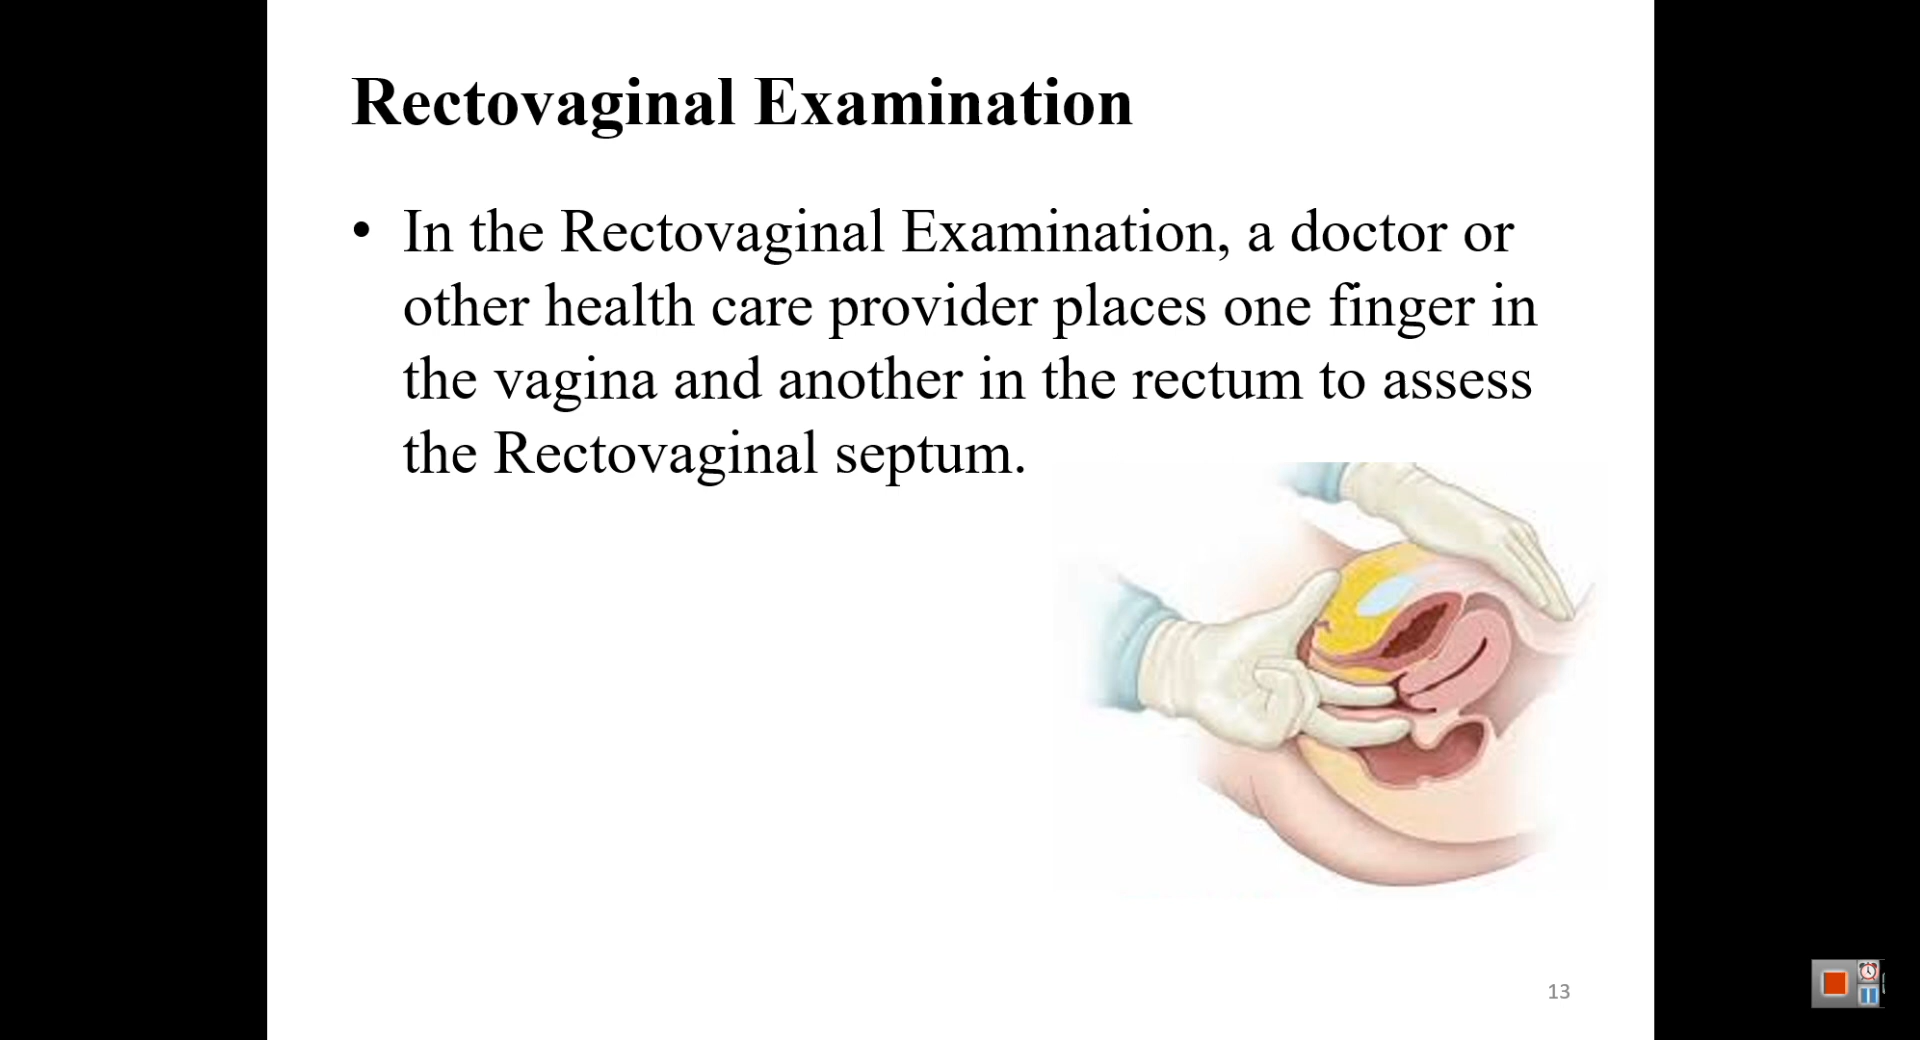 Rectovaginal Examination
• In the Rectovaginal Examination, a doctor or
other health care provider places one finger in
the vagina and another in the rectum to assess
the Rectovaginal septum.
13